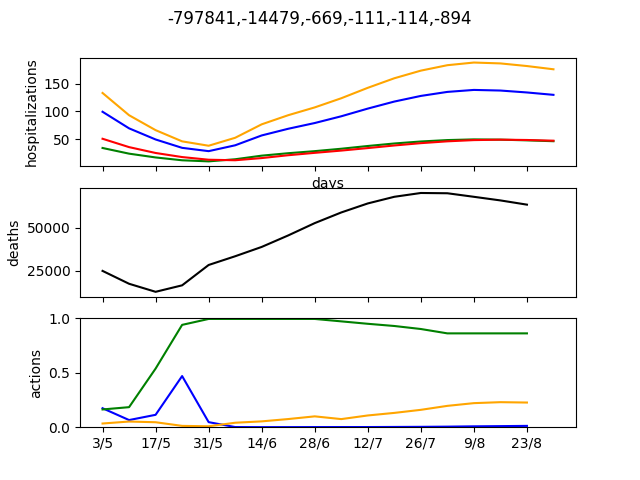 -797841,-14479,-669,-111,-114,-894
hospitalizations
150
100
50
days
deaths
50000
25000
actions
1.0
0.5
0.0
3/5 17/5 31/5 14/6 28/6 12/7 26/7 9/8 23/8